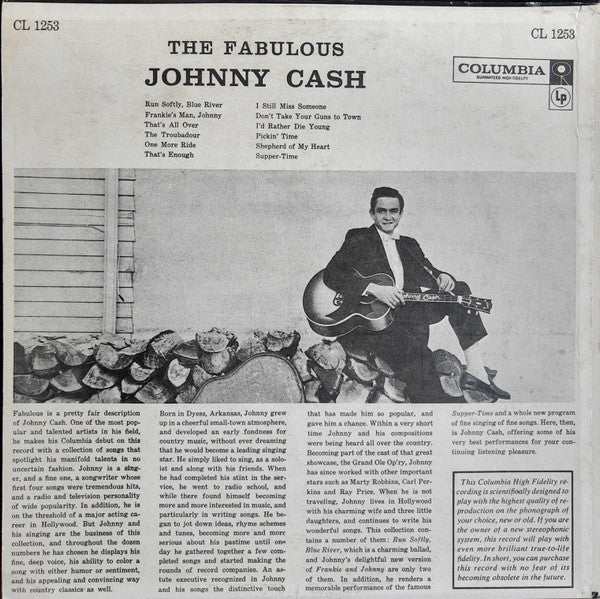 CL 1253
CL 1253
THE FABULOUS
JOHNNY CASH
COLUMBIA
GUARANTEED HIGH-FIDELITY
Lp
Run Softly, Blue River
Frankie's Man, Johnny
That's All Over
The Troubadour
One More Ride
That's Enough
I Still Miss Someone
Don't Take Your Guns to Town
I'd Rather Die Young
Pickin' Time
Shepherd of My Heart
Supper-Time
Johnny Cash
Fabulous is a pretty fair description
of Johnny Cash. One of the most pop-
ular and talented artists in his field,
he makes his Columbia debut on this
record with a collection of songs that
spotlight his manifold talents in no
uncertain fashion. Johnny is a sing-
er, and a fine one, a songwriter whose
first four songs were tremendous hits,
and a radio and television personality
of wide popularity. In addition, he is
on the threshold of a major acting ca-
reer in Hollywood. But Johnny and
his singing are the business of this
collection, and throughout the dozen
numbers he has chosen he displays his
fine, deep voice, his ability to color a
song with either humor or sentiment,
and his appealing and convincing way
with country classics as well.
Born in Dyess, Arkansas, Johnny grew
up in a cheerful small-town atmosphere,
and developed an early fondness for
country music, without ever dreaming
that he would become a leading singing
star. He simply liked to sing, as a solo-
ist and along with his friends. When
he had completed his stint in the ser-
vice, he went to radio school, and
while there found himself becoming
more and more interested in music, and
particularly in writing songs. He be-
gan to jot down ideas, rhyme schemes
and tunes, becoming more and more
serious about his pastime until one
day he gathered together a few com-
pleted songs and started making the
rounds of record companies. An as-
tute executive recognized in Johnny
and his songs the distinctive touch
that has made him so popular, and
gave him a chance. Within a very short
time Johnny and his compositions
were being heard all over the country.
Becoming part of the cast of that great
showcase, the Grand Ole Op'ry, Johnny
has since worked with other important
stars such as Marty Robbins, Carl Per-
kins and Ray Price. When he is not
traveling, Johnny lives in Hollywood
with his charming wife and three little
daughters, and continues to write his
wonderful songs. This collection con-
tains a number of them: Run Softly,
Blue River, which is a charming ballad,
and Johnny's delightful new version
of Frankie and Johnny are only two
of them. In addition, he renders a
memorable performance of the famous
Supper-Time and a whole new program
of fine singing of fine songs. Here, then,
is Johnny Cash, offering some of his
very best performances for your con-
tinuing listening pleasure.
This Columbia High Fidelity re-
cording is scientifically designed to
play with the highest quality of re-
production on the phonograph of
your choice, new or old. If you are
the owner of a new stereophonic
system, this record will play with
even more brilliant true-to-life
fidelity. In short, you can purchase
this record with no fear of its
becoming obsolete in the future.